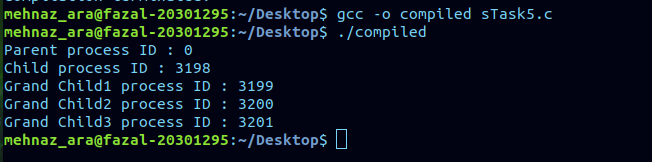 mehnaz_ara@fazal-20301295:~/Desktop$ gcc -o compiled sTask5.c
mehnaz_ara@fazal-20301295:~/Desktop$ ./compiled
Parent process ID : 0
Child process ID : 3198
Grand Child1 process ID : 3199
Grand Child2 process ID : 3200
Grand Child3 process ID : 3201
mehnaz_ara@fazal-20301295:~/Desktop$